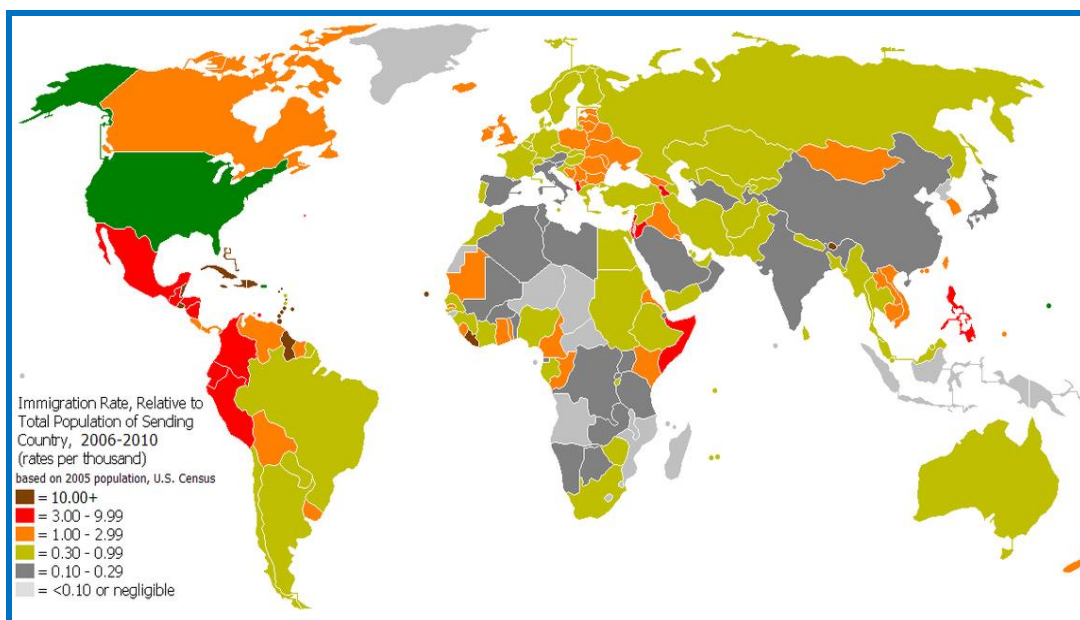 Immigration Rate, Relative to
Total Population of Sending
Country, 2006-2010
(rates per thousand)
based on 2005 population, U.S. Census
= 10.00+
= 3.00 - 9.99
= 1.00 - 2.99
= 0.30 - 0.99
= 0.10 - 0.29
= <0.10 or negligible